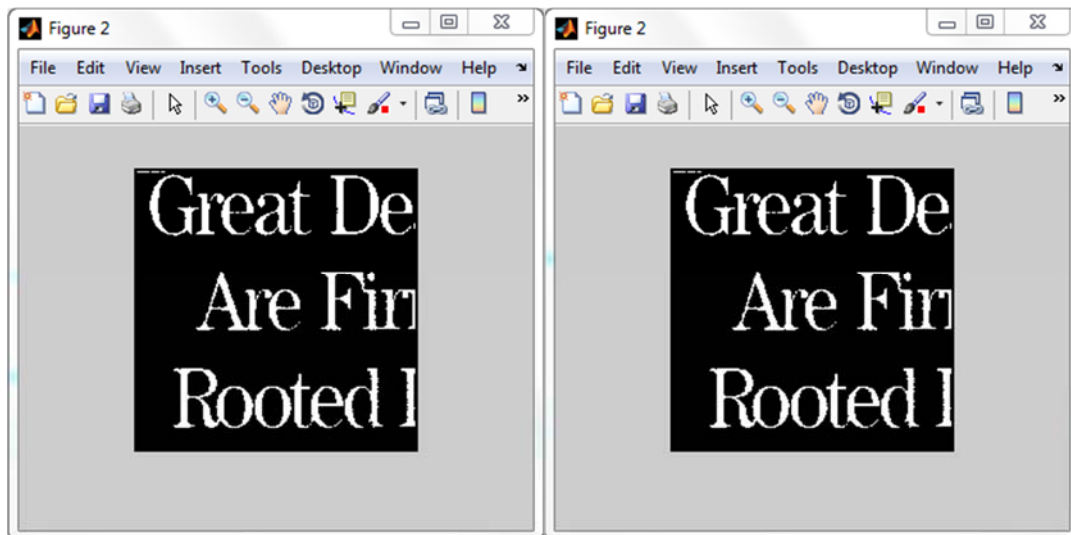 Figure 2
File Edit View Insert Tools Desktop Window Help
Great De
Are Fir
Rooted
Figure 2
File Edit View Insert Tools Desktop Window Help
Great De
Are Fir
Rooted